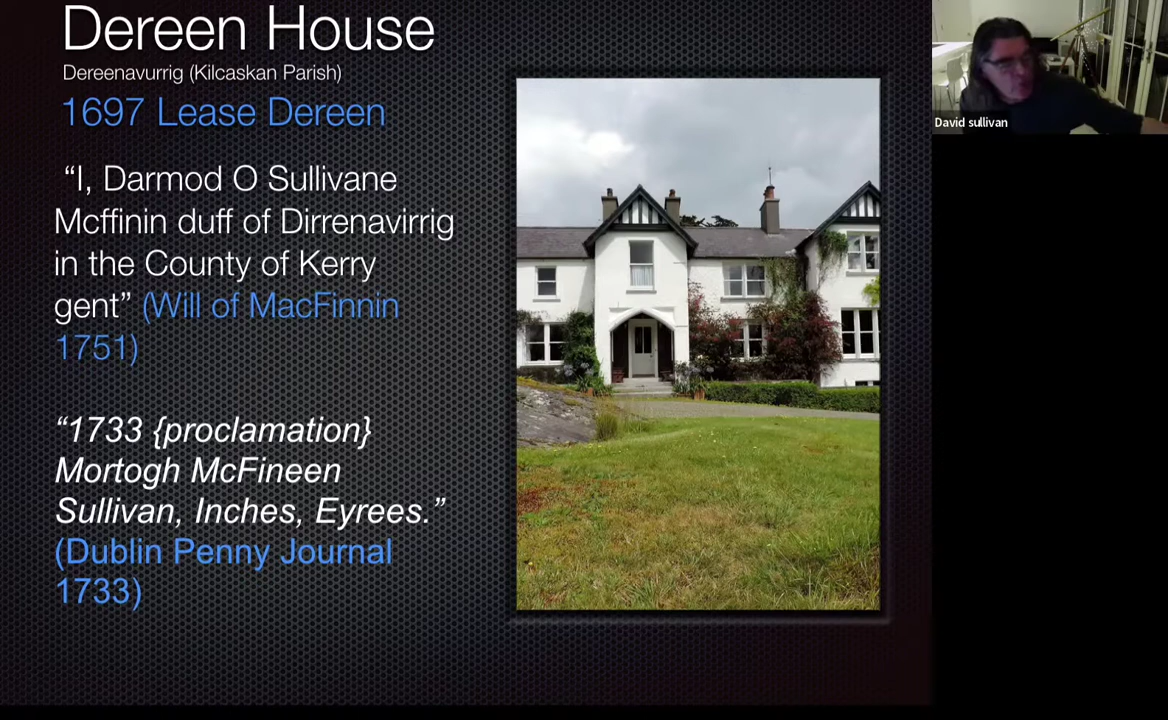 Dereen House
Dereenavurrig (Kilcaskan Parish)
1697 Lease Dereen
“I, Darmod O Sullivane
Mcffinin duff of Dirrenavirrig
in the County of Kerry
gent” (Will of MacFinnin
1751)
“1733 {proclamation}
Mortogh McFineen
Sullivan, Inches, Eyrees.”
(Dublin Penny Journal
1733)
David sullivan